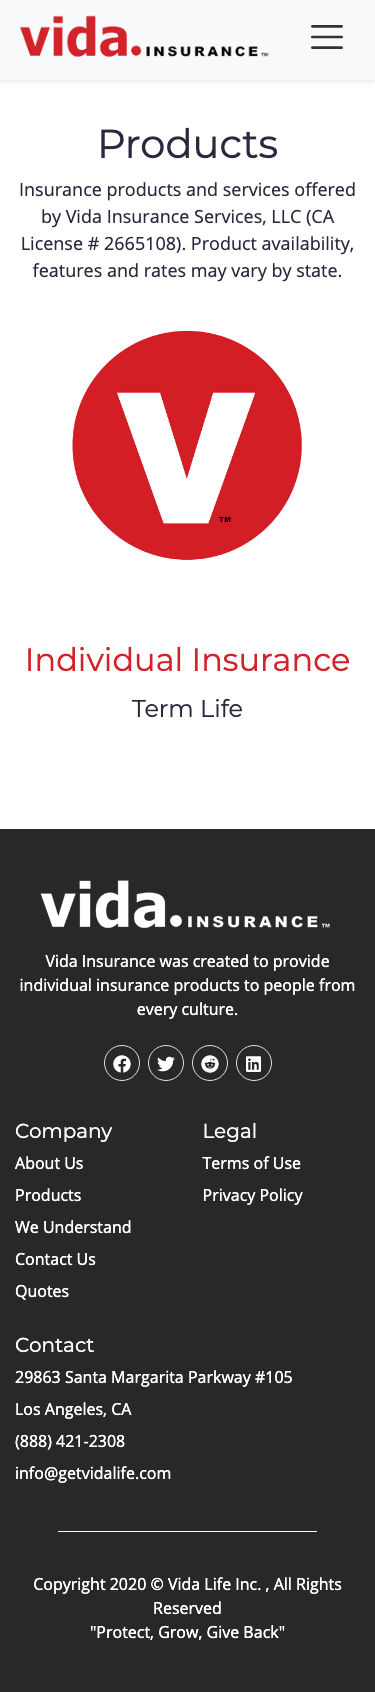 vida. INSURANCE™
Products
Insurance products and services offered
by Vida Insurance Services, LLC (CA
License # 2665108). Product availability,
features and rates may vary by state.
V™
Individual Insurance
Term Life
vida. INSURANCE™
Vida Insurance was created to provide
individual insurance products to people from
every culture.
Company
About Us
Products
We Understand
Contact Us
Quotes
Legal
Terms of Use
Privacy Policy
Contact
29863 Santa Margarita Parkway #105
Los Angeles, CA
(888) 421-2308
info@getvidalife.com
Copyright 2020 © Vida Life Inc. , All Rights
Reserved
"Protect, Grow, Give Back"